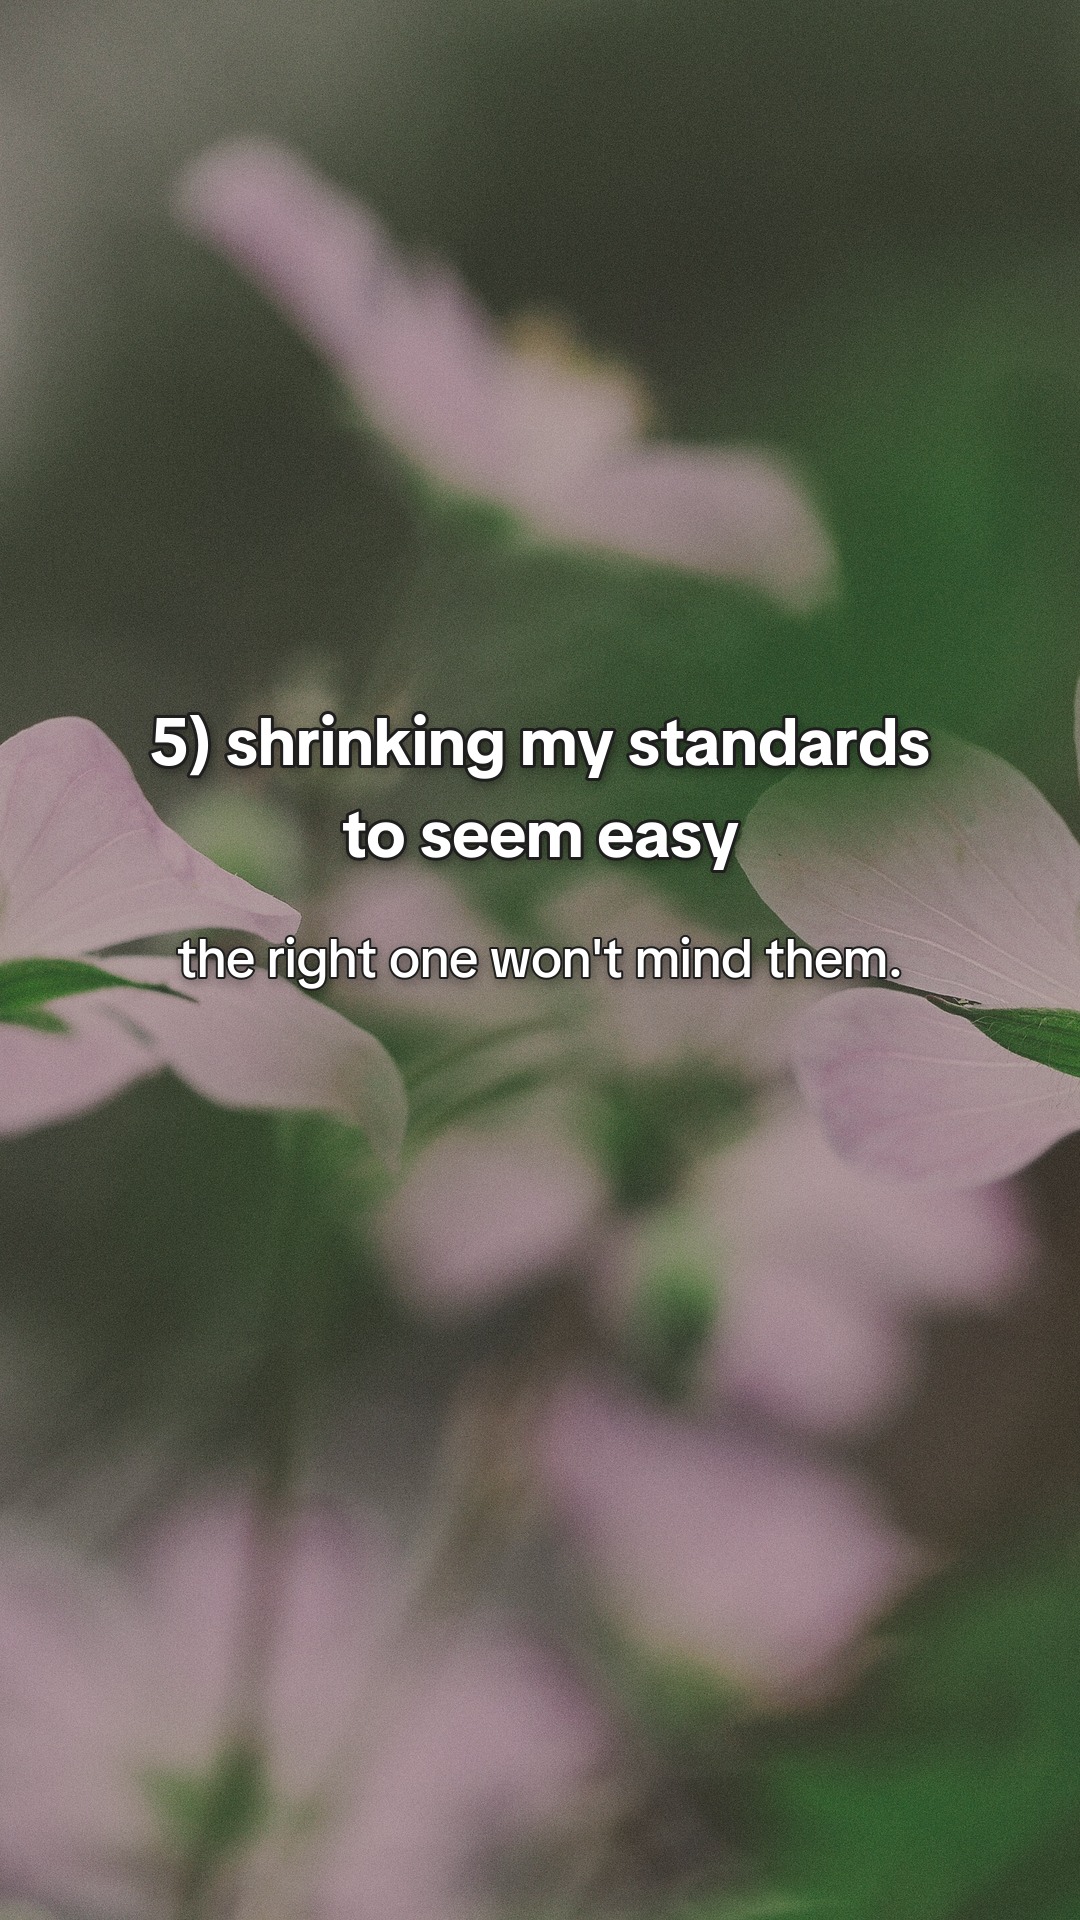 5) shrinking my standards
to seem easy
the right one won't mind them.